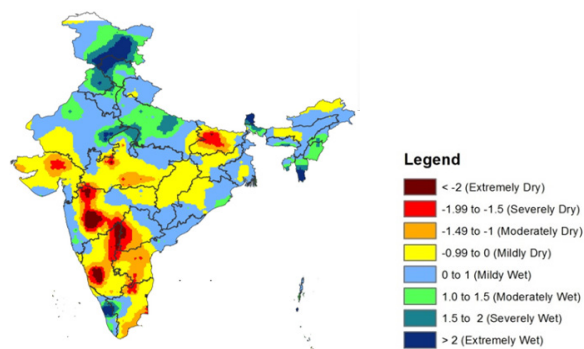 Legend
< -2 (Extremely Dry)
-1.99 to -1.5 (Severely Dry)
-1.49 to -1 (Moderately Dry)
-0.99 to 0 (Mildly Dry)
0 to 1 (Mildy Wet)
1.0 to 1.5 (Moderately Wet)
1.5 to 2 (Severely Wet)
> 2 (Extremely Wet)